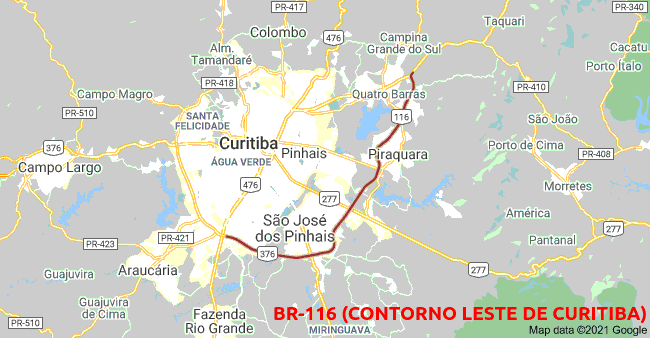 PR-417
Colombo
476
Campina
Grande do Sul
Taquari
PR-340
Cacatu
Porto Itaío
Alm.
Tamandaré
PR-418
Campo Magro
PR-510
Quatro Barras
PR-410
116
SANTA
FELICIDADE
São João
Curitiba
Pinhais
Piraquara
Porto de Cima
PR-408
376
Campo Largo
ÁGUA VERDE
476
277
Morretes
São José
dos Pinhais
América
PR-421
PR-423
376
Pantanal
Araucária
277
277
Guajuvira
Guajuvira
de Cima
Fazenda
Rio Grande
PR-510
MIRINGUAVA
BR-116 (CONTORNO LESTE DE CURITIBA)
Map data ©2021 Google